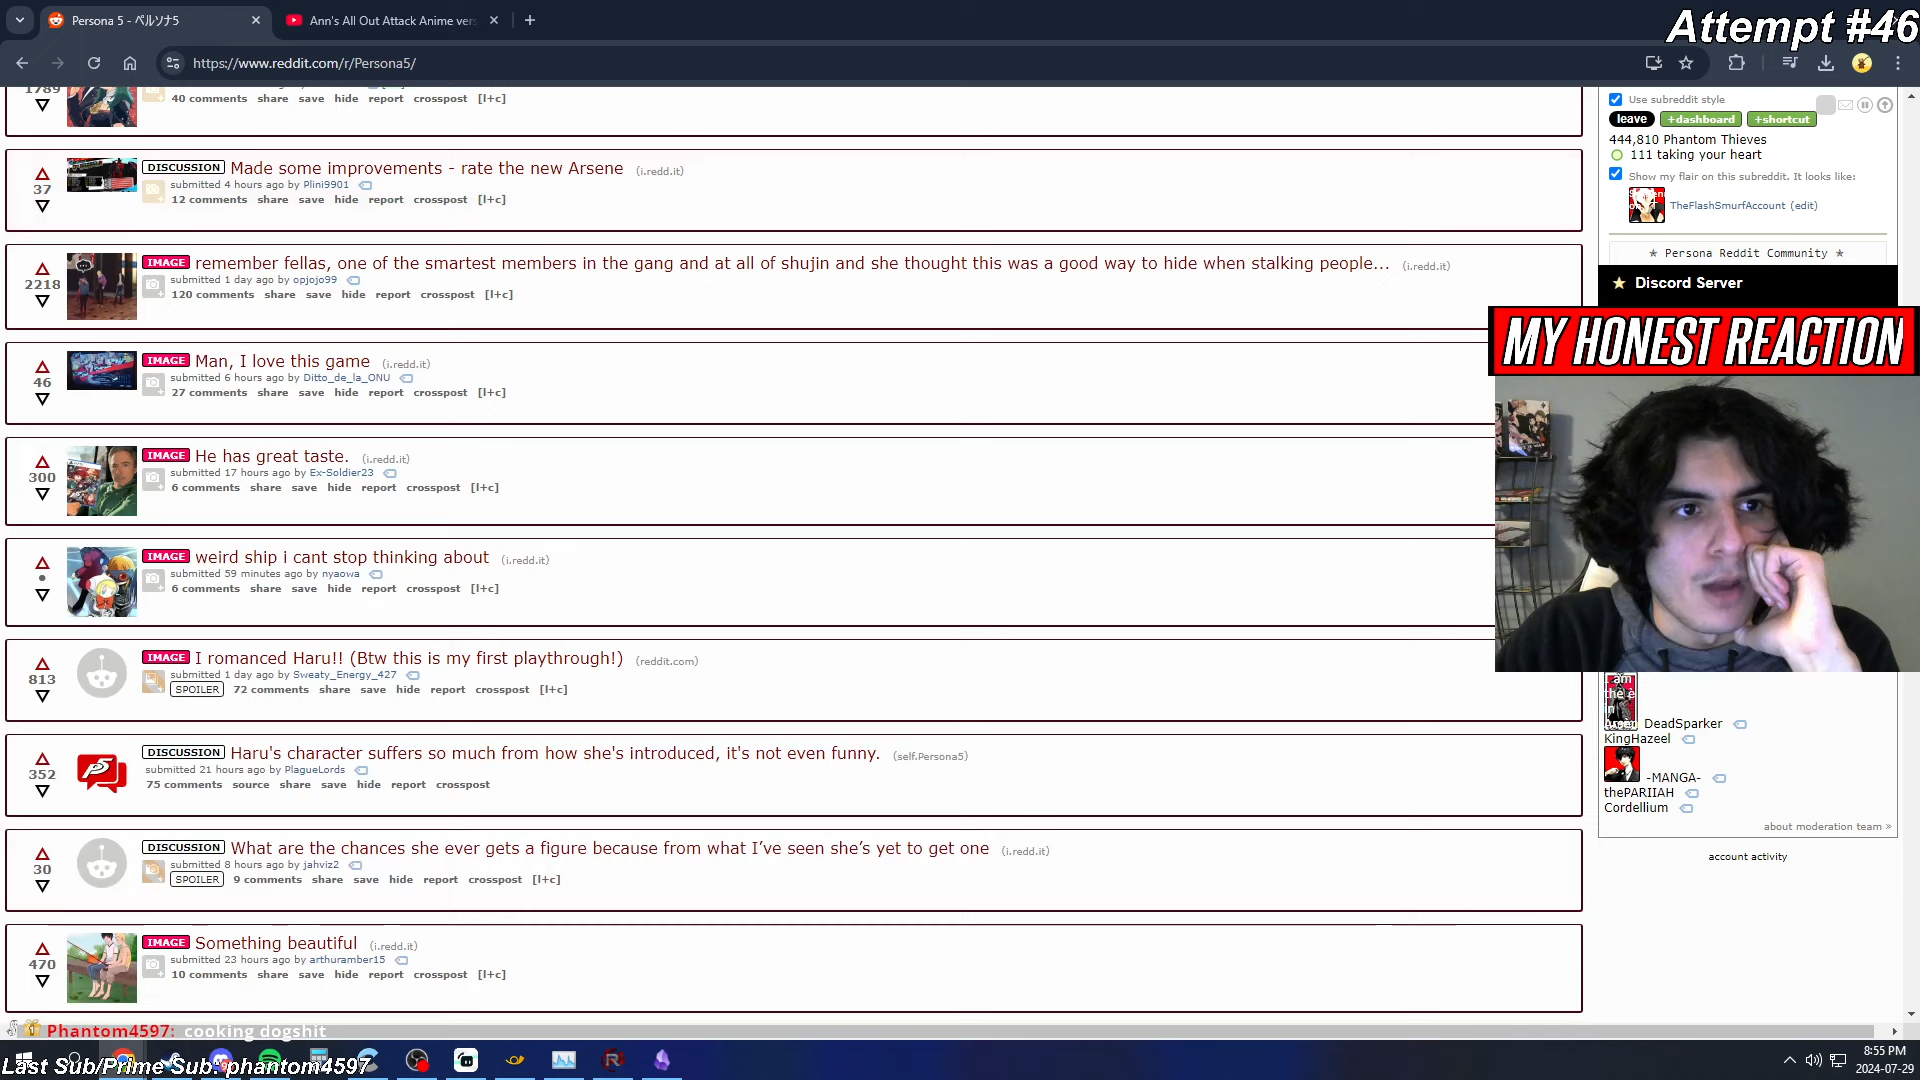 Persona 5 - ペルソナ5
Ann's All Out Attack Anime ver
Attempt #46
https://www.reddit.com/r/Persona5/
1789
40 comments share save hide report crosspost [l+c]
37
DISCUSSION Made some improvements - rate the new Arsene (i.redd.it)
submitted 4 hours ago by Plini9901
12 comments share save hide report crosspost [l+c]
2218
IMAGE remember fellas, one of the smartest members in the gang and at all of shujin and she thought this was a good way to hide when stalking people... (i.redd.it)
submitted 1 day ago by opjojo99
120 comments share save hide report crosspost [l+c]
46
IMAGE Man, I love this game (i.redd.it)
submitted 6 hours ago by Ditto_de_la_ONU
27 comments share save hide report crosspost [l+c]
300
IMAGE He has great taste. (i.redd.it)
submitted 17 hours ago by Ex-Soldier23
6 comments share save hide report crosspost [l+c]
•
IMAGE weird ship i cant stop thinking about (i.redd.it)
submitted 59 minutes ago by nyaowa
6 comments share save hide report crosspost [l+c]
813
IMAGE I romanced Haru!! (Btw this is my first playthrough!) (reddit.com)
submitted 1 day ago by Sweaty_Energy_427
SPOILER 72 comments share save hide report crosspost [l+c]
352
DISCUSSION Haru's character suffers so much from how she's introduced, it's not even funny. (self.Persona5)
submitted 21 hours ago by PlagueLords
75 comments source share save hide report crosspost
30
DISCUSSION What are the chances she ever gets a figure because from what I’ve seen she’s yet to get one (i.redd.it)
submitted 8 hours ago by jahviz2
SPOILER 9 comments share save hide report crosspost [l+c]
470
IMAGE Something beautiful (i.redd.it)
submitted 23 hours ago by arthuramber15
10 comments share save hide report crosspost [l+c]
Use subreddit style
leave +dashboard +shortcut
444,810 Phantom Thieves
111 taking your heart
Show my flair on this subreddit. It looks like:
TheFlashSmurfAccount (edit)
★ Persona Reddit Community ★
★ Discord Server
MY HONEST REACTION
I am
the
in
DeadSparker
KingHazeel
-MANGA-
thePARIIAH
Cordellium
about moderation team »
account activity
Phantom4597: cooking dogshit
Last Sub/Prime Sub: phantom4597
8:55 PM
2024-07-29